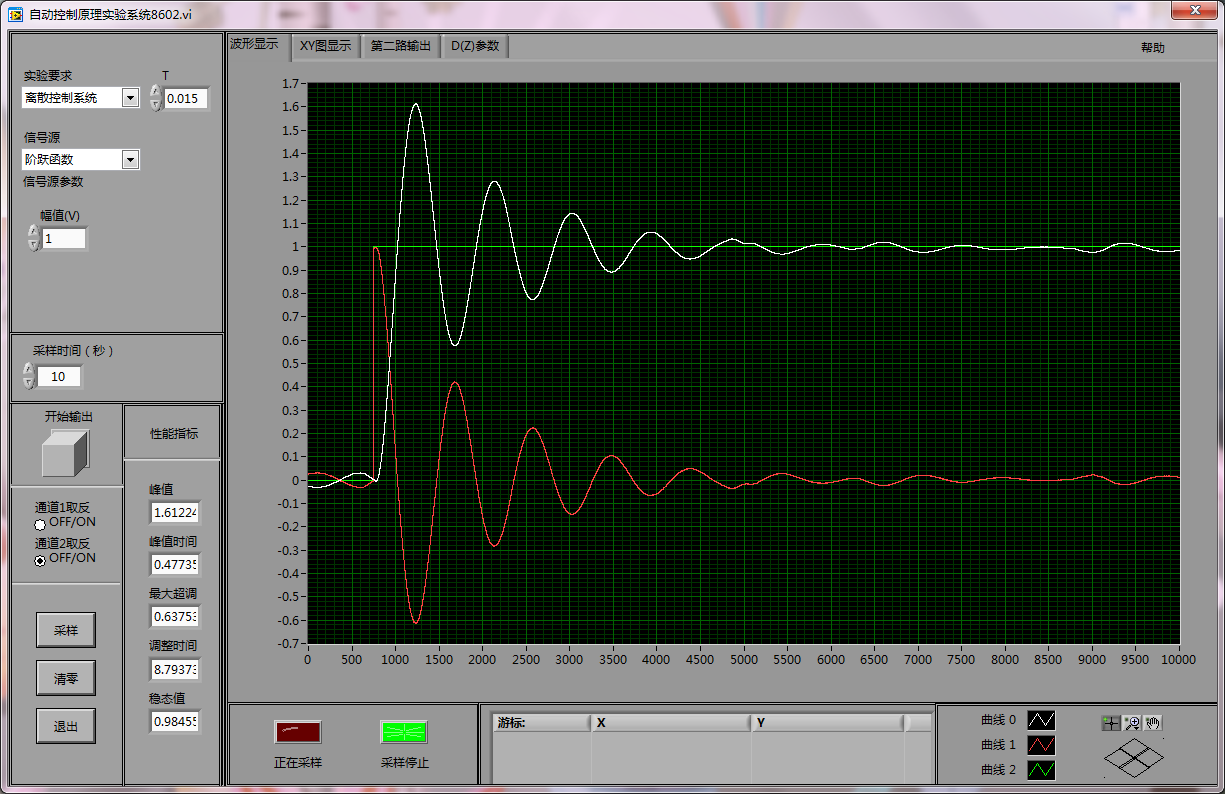 自动控制原理实验系统8602.vi
波形显示 XY图显示 第二路输出 D(Z)参数 帮助
实验要求 T
离散控制系统 0.015
信号源
阶跃函数
信号源参数
幅值(V)
1
采样时间（秒）
10
开始输出
性能指标
通道1取反
OFF/ON
通道2取反
OFF/ON
采样
清零
退出
峰值
1.61224
峰值时间
0.47735
最大超调
0.63753
调整时间
8.79373
稳态值
0.98455
1.7
1.6
1.5
1.4
1.3
1.2
1.1
1
0.9
0.8
0.7
0.6
0.5
0.4
0.3
0.2
0.1
0
-0.1
-0.2
-0.3
-0.4
-0.5
-0.6
-0.7
0 500 1000 1500 2000 2500 3000 3500 4000 4500 5000 5500 6000 6500 7000 7500 8000 8500 9000 9500 10000
正在采样 采样停止
游标: X Y
曲线 0
曲线 1
曲线 2